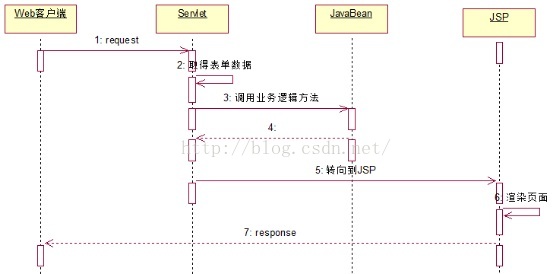 Web客户端
Servlet
JavaBean
JSP
1: request
2: 取得表单数据
3: 调用业务逻辑方法
4:
http://blog.csdn.net/
5: 转向到JSP
6: 渲染页面
7: response